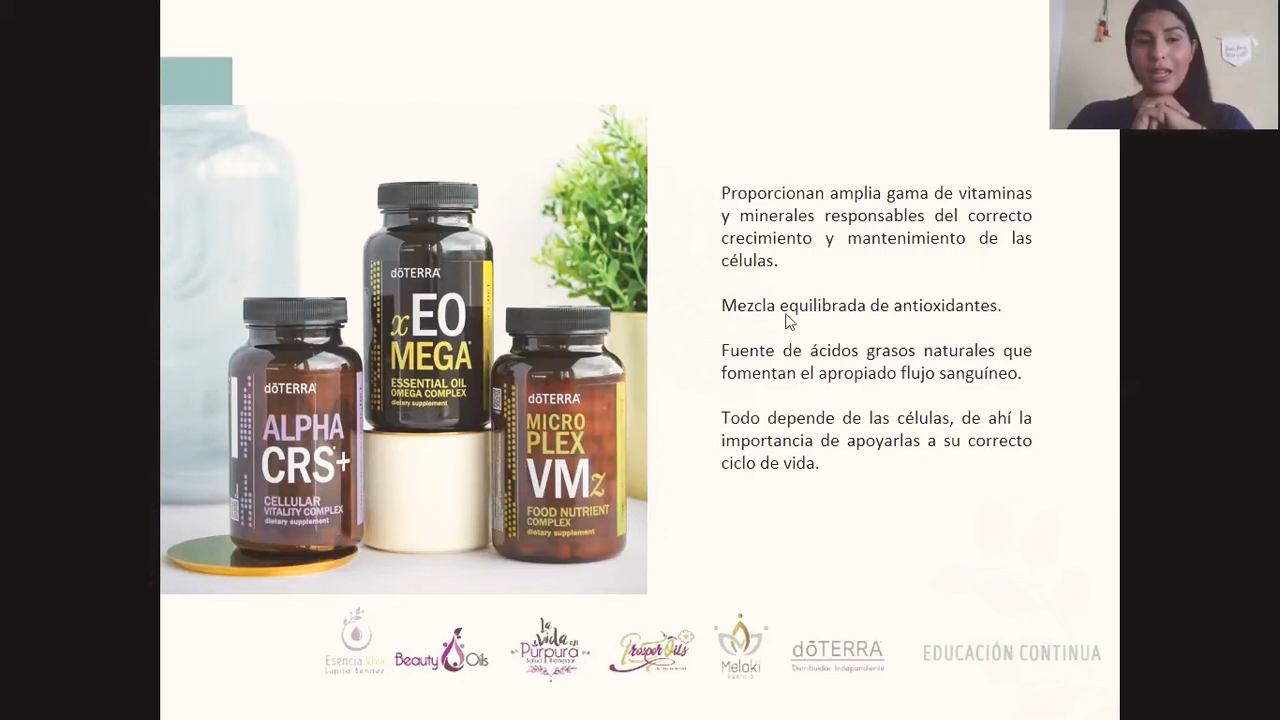 Proporcionan amplia gama de vitaminas
y minerales responsables del correcto
crecimiento y mantenimiento de las
células.
Mezcla equilibrada de antioxidantes.
Fuente de ácidos grasos naturales que
fomentan el apropiado flujo sanguíneo.
Todo depende de las células, de ahí la
importancia de apoyarlas a su correcto
ciclo de vida.
dōTERRA
xEO
MEGA
ESSENTIAL OIL
OMEGA COMPLEX
dietary supplement
dōTERRA
ALPHA
CRS+
CELLULAR
VITALITY COMPLEX
dietary supplement
dōTERRA
MICRO
PLEX
VMz
FOOD NUTRIENT
COMPLEX
dietary supplement
Esencia Viva
Lupita Benítez
Beauty Oils
la
vida en
Púrpura
Salud & Bienestar
Prosper Oils
Melaki
dōTERRA
Distribuidor Independiente
EDUCACIÓN CONTINUA